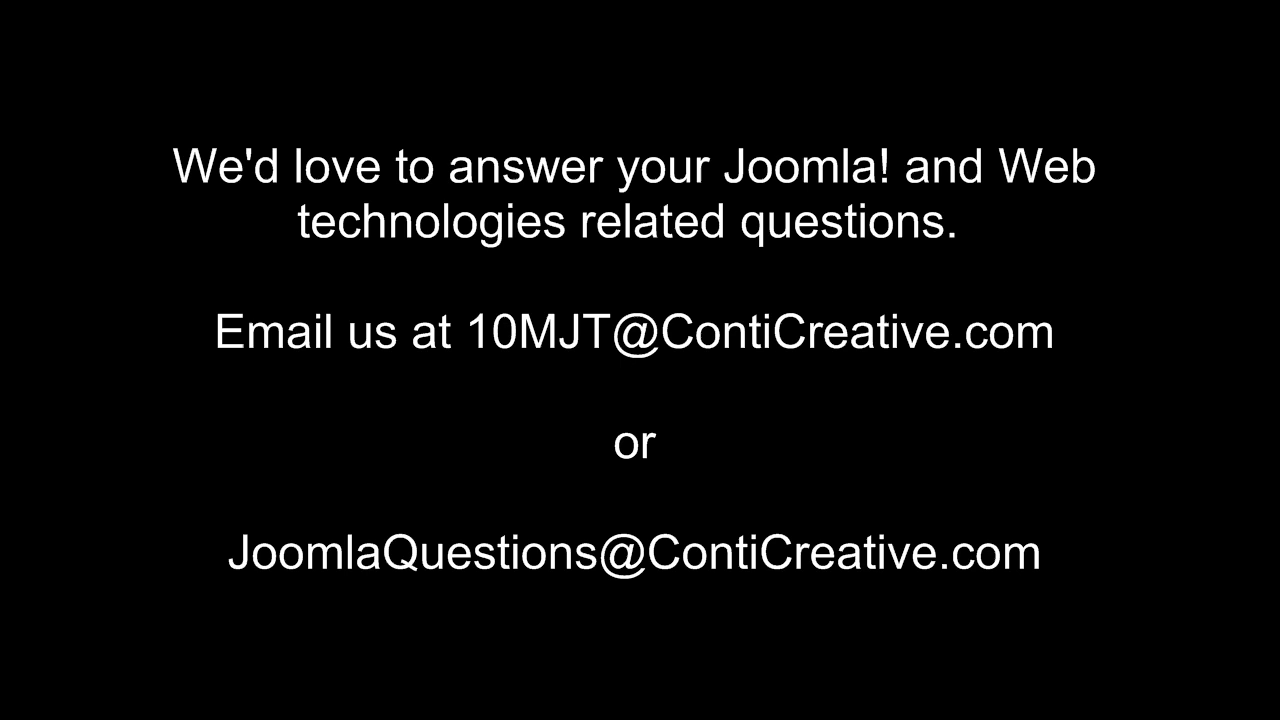 We'd love to answer your Joomla! and Web
technologies related questions.
Email us at 10MJT@ContiCreative.com
or
JoomlaQuestions@ContiCreative.com